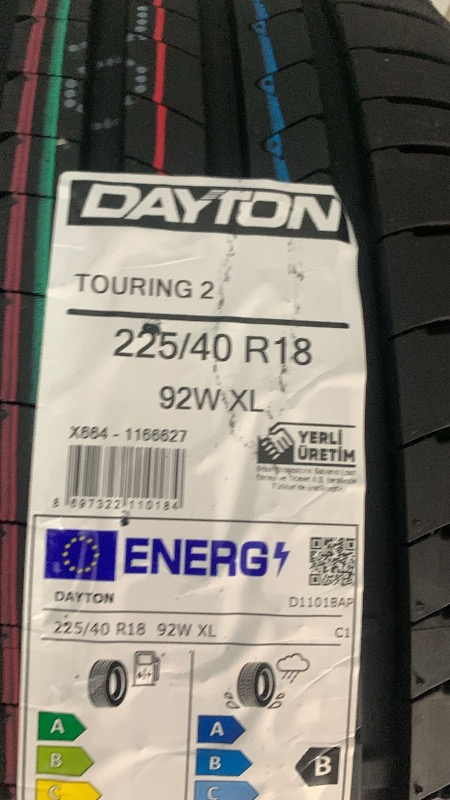 DAYTON
TOURING 2
225/40 R18
92W XL
X664 - 1166627
YERLİ
ÜRETİM
8 697322 110184
ENERG
DAYTON
D11018AP
225/40 R18 92W XL
C1
A
A
B
B
B
C
C